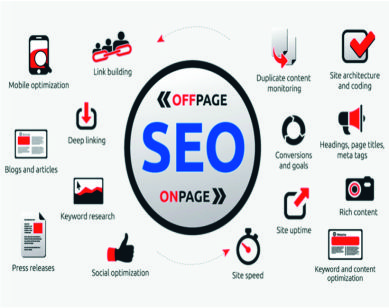 Mobile optimization
Link building
Duplicate content
monitoring
Site architecture
and coding
OFFPAGE
SEO
ONPAGE
Deep linking
Blogs and articles
Conversions
and goals
Headings, page titles,
meta tags
Keyword research
Rich content
Site uptime
Press releases
Social optimization
Site speed
Keyword and content
optimization